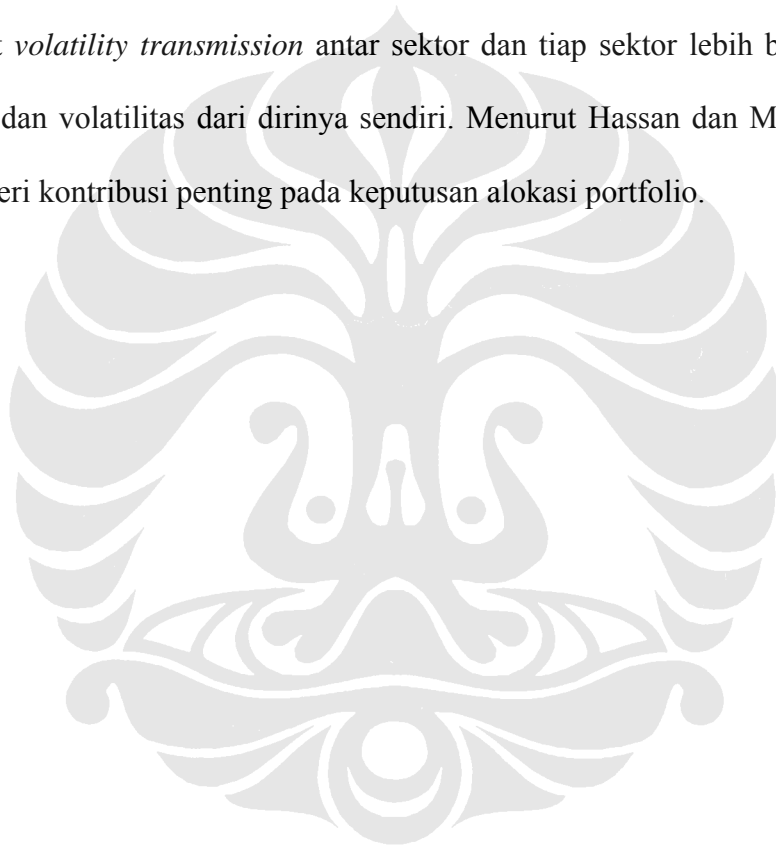 volatility transmission antar sektor dan tiap sektor lebih
dan volatilitas dari dirinya sendiri. Menurut Hassan dan
eri kontribusi penting pada keputusan alokasi portfolio.